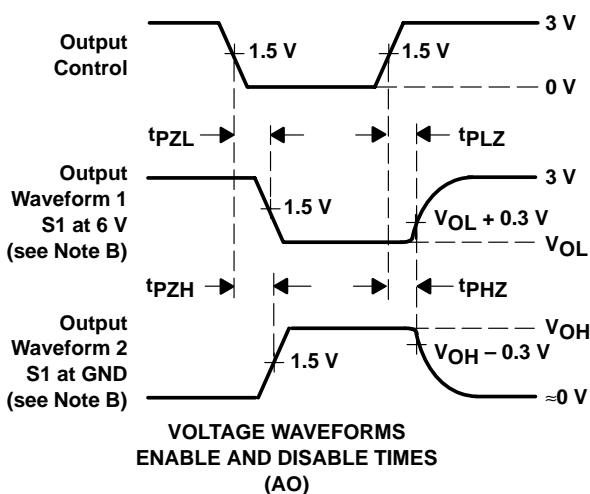 Output
Control
1.5 V
1.5 V
3 V
0 V
tPZL
tPLZ
Output
Waveform 1
S1 at 6 V
(see Note B)
1.5 V
3 V
VOL + 0.3 V
VOL
tPZH
tPHZ
Output
Waveform 2
S1 at GND
(see Note B)
1.5 V
VOH
VOH − 0.3 V
≈0 V
VOLTAGE WAVEFORMS
ENABLE AND DISABLE TIMES
(AO)